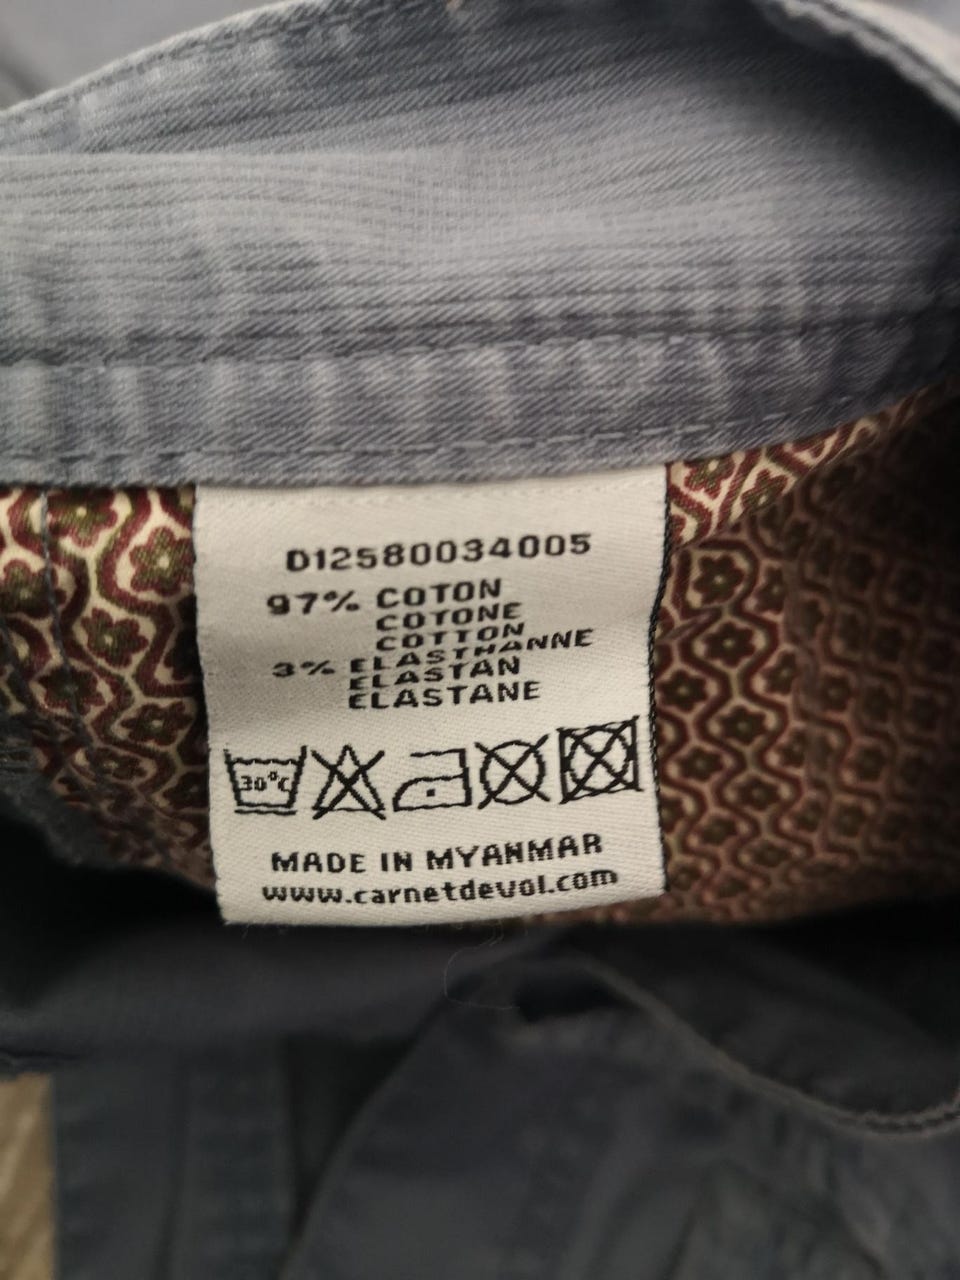 D12580034005
97% COTON
COTONE
COTTON
3% ELASTHANNE
ELASTAN
ELASTANE
30°C
MADE IN MYANMAR
www.carnetdevol.com